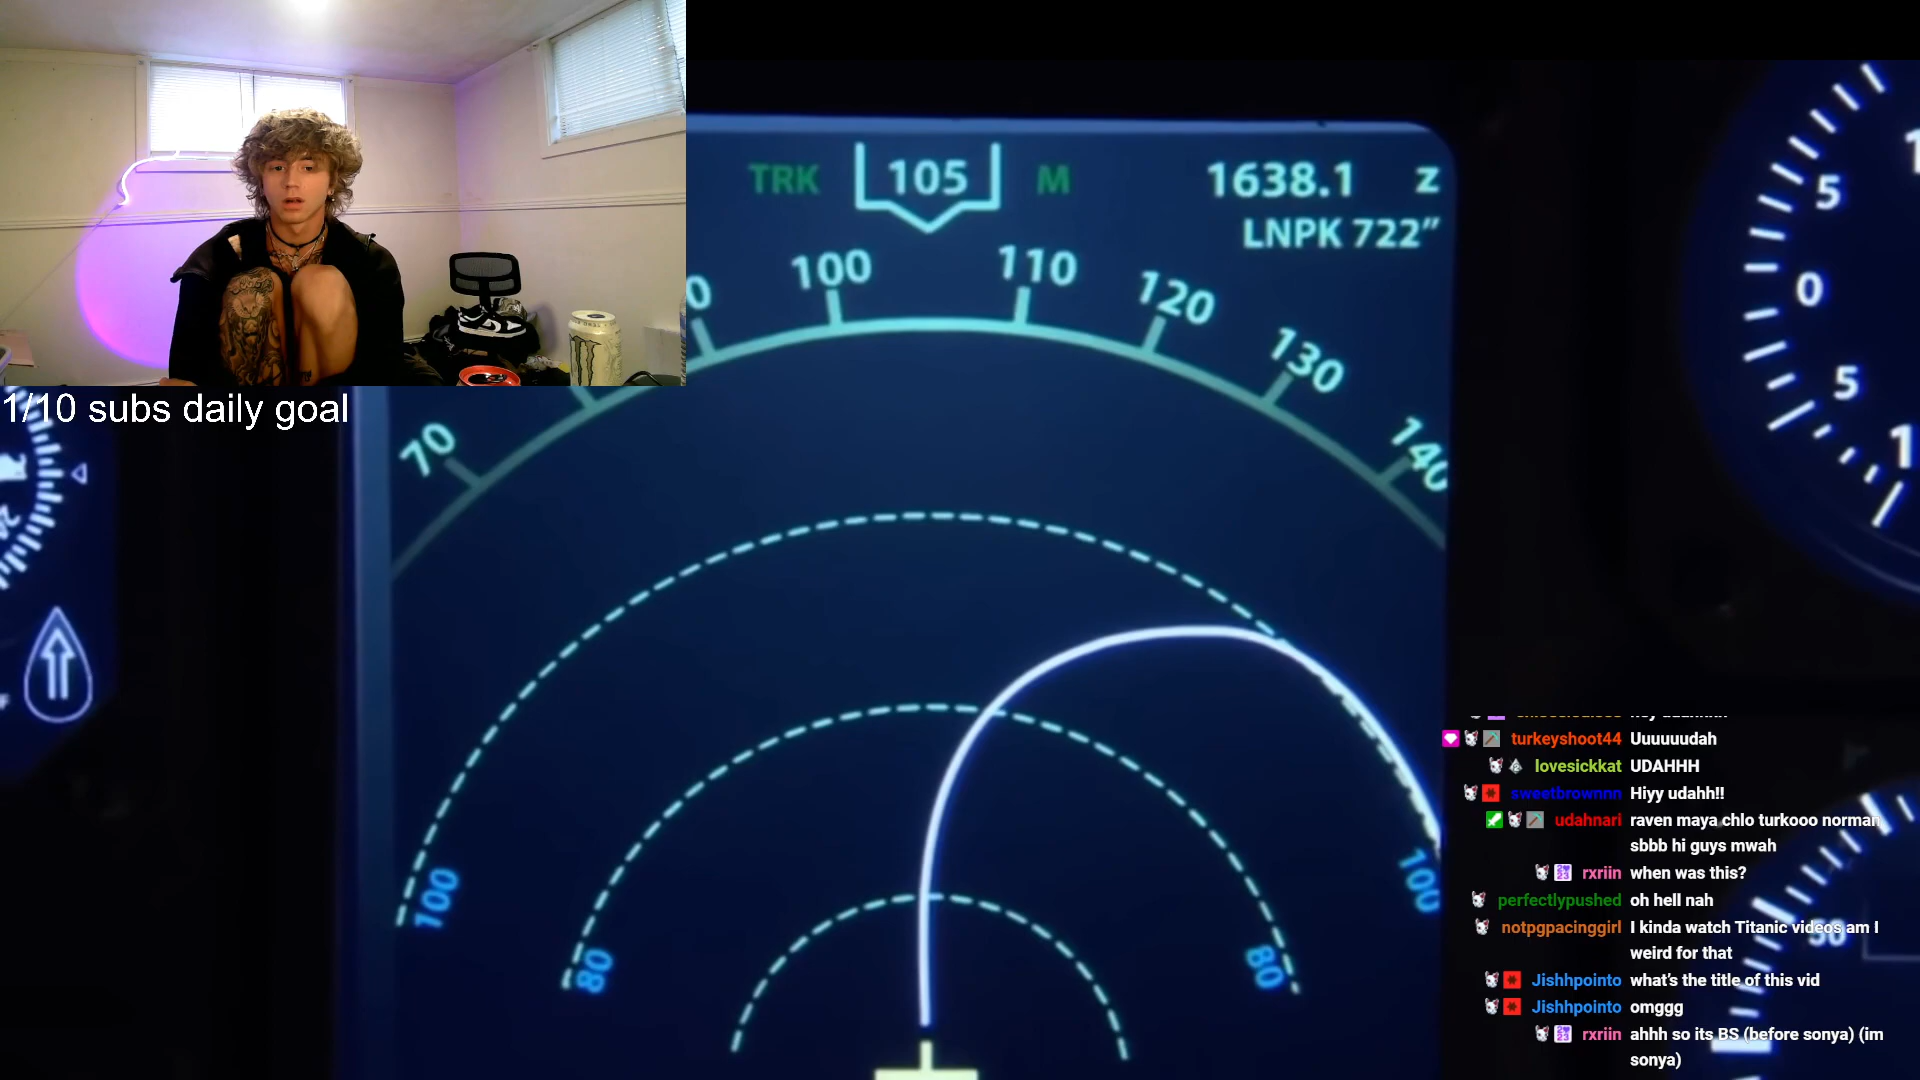 TRK 105 M 1638.1 Z
LNPK 722"
100 110 120 130 140
70
5
0
5
1/10 subs daily goal
100
80
80
100
50
turkeyshoot44 Uuuuuudah
lovesickkat UDAHHH
sweetbrownnn Hiyy udahh!!
udahnari raven maya chlo turkooo norman
sbbb hi guys mwah
rxriin when was this?
perfectlypushed oh hell nah
notpgpacinggirl I kinda watch Titanic videos am I
weird for that
Jishhpointo what's the title of this vid
Jishhpointo omggg
rxriin ahhh so its BS (before sonya) (im
sonya)